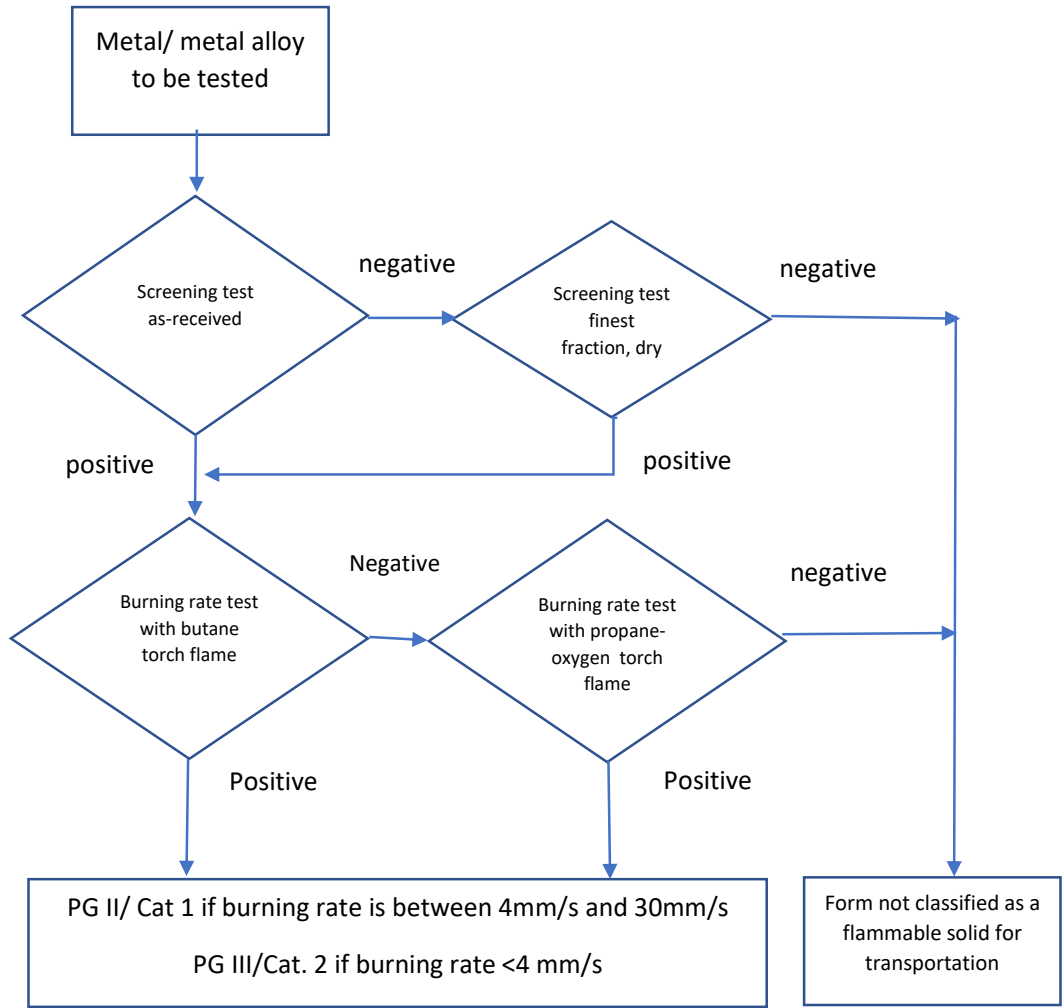 Metal/ metal alloy
to be tested
negative
negative
Screening test
as-received
Screening test
finest
fraction, dry
positive
positive
Negative
negative
Burning rate test
with butane
torch flame
Burning rate test
with propane-
oxygen torch
flame
Positive
Positive
PG II/ Cat 1 if burning rate is between 4mm/s and 30mm/s
PG III/Cat. 2 if burning rate <4 mm/s
Form not classified as a
flammable solid for
transportation